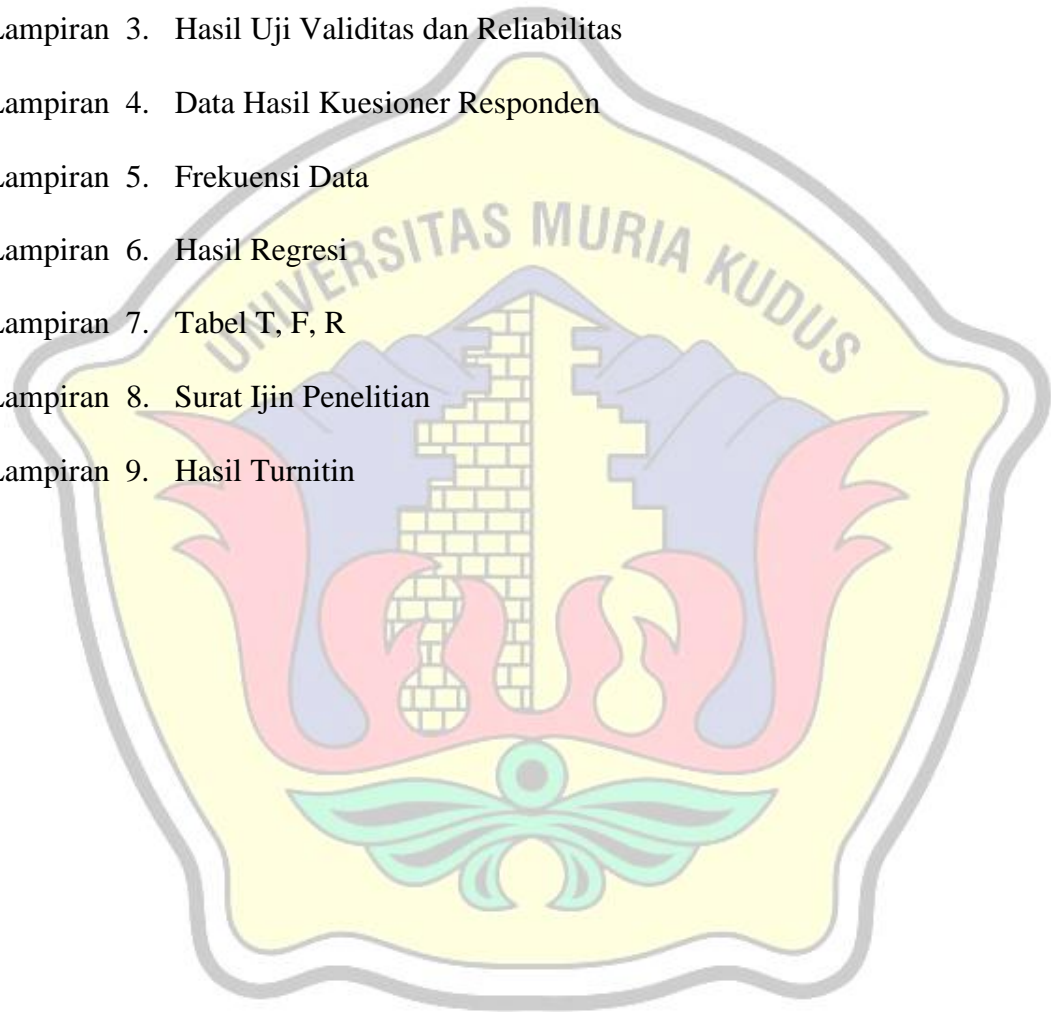 Lampiran 3. Hasil Uji Validitas dan Reliabilitas
Lampiran 4. Data Hasil Kuesioner Responden
Lampiran 5. Frekuensi Data
UNIVERSITAS MURIA KUDUS
Lampiran 6. Hasil Regresi
Lampiran 7. Tabel T, F, R
Lampiran 8. Surat Ijin Penelitian
Lampiran 9. Hasil Turnitin